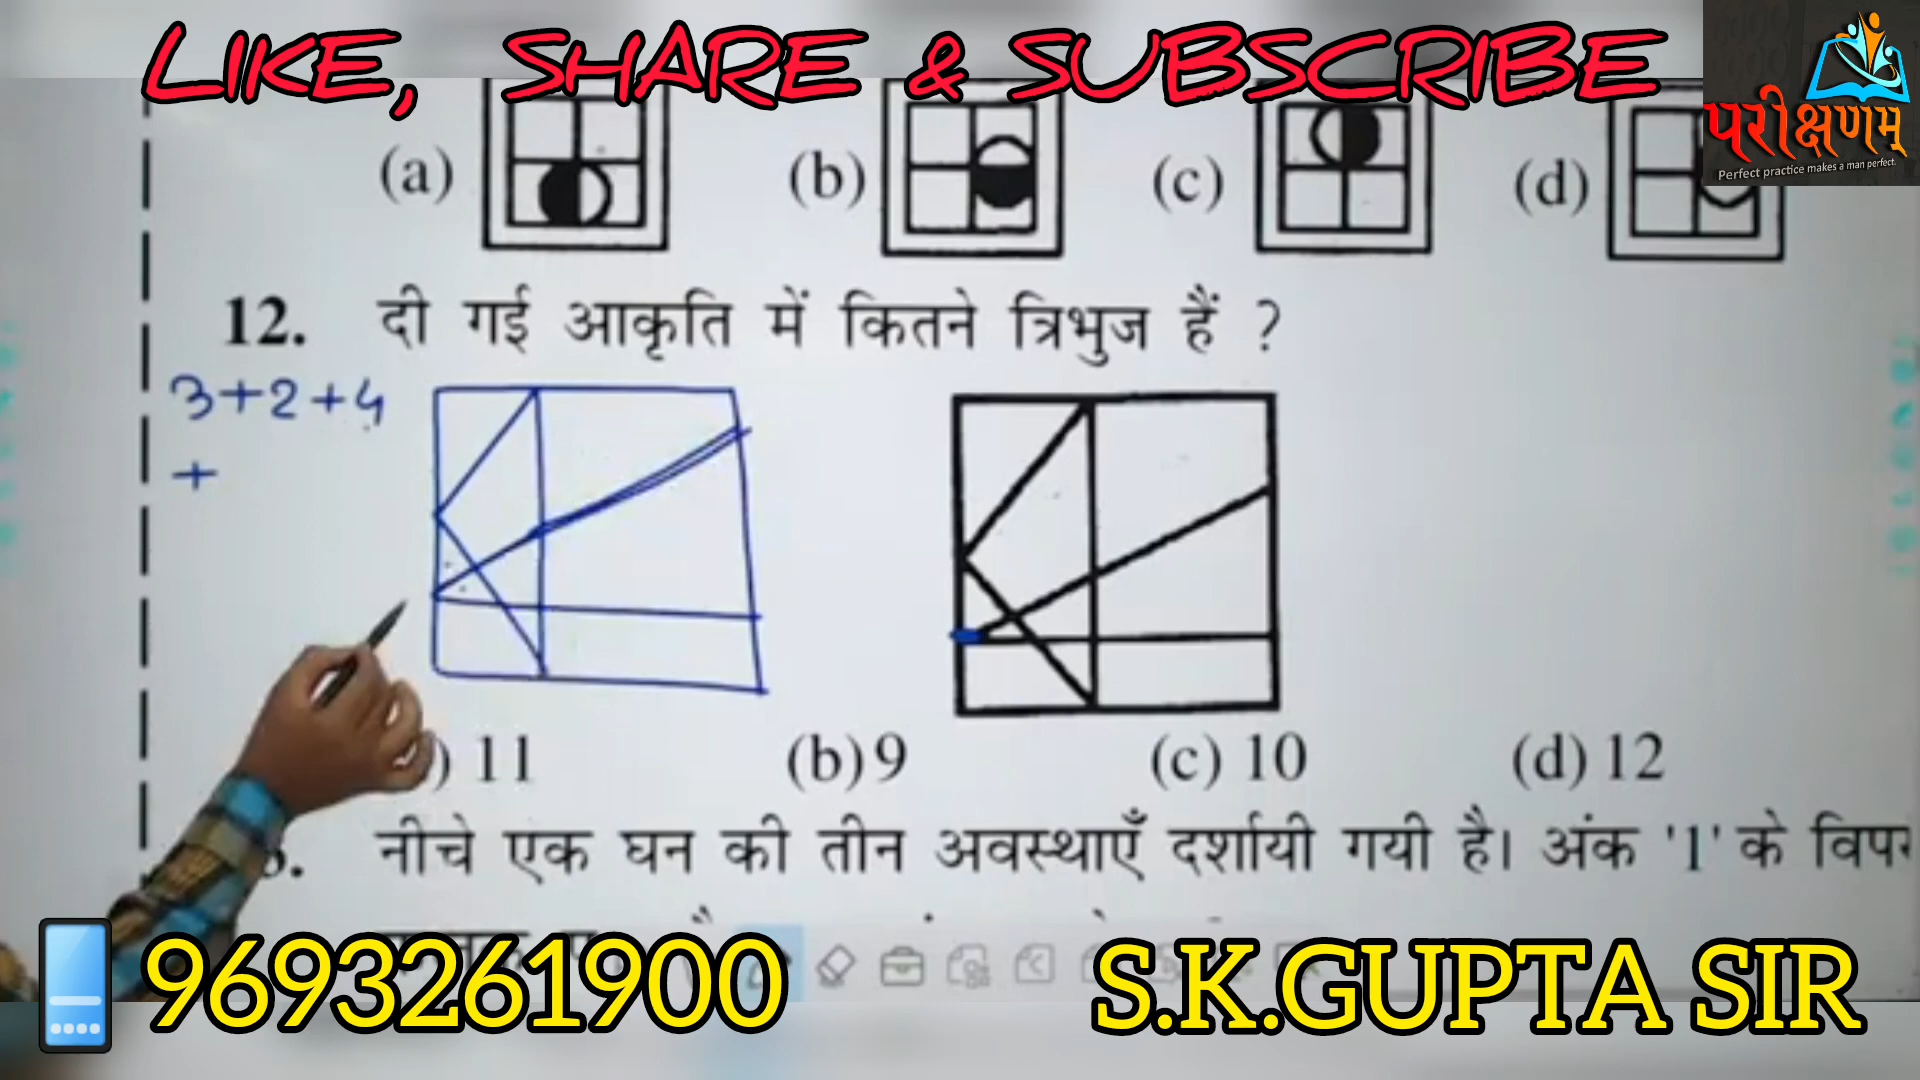 LIKE, SHARE & SUBSCRIBE
परीक्षणम्
Perfect practice makes a man perfect.
(a) (b) (c) (d)
12. दी गई आकृति में कितने त्रिभुज हैं ?
3+2+4
+
) 11 (b) 9 (c) 10 (d) 12
नीचे एक घन की तीन अवस्थाएँ दर्शायी गयी है। अंक '1' के
9693261900 S.K.GUPTA SIR